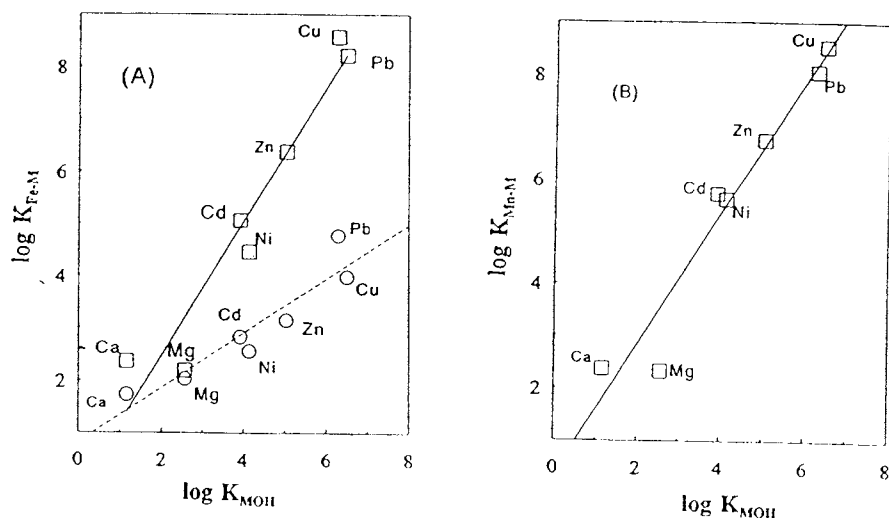 (A)
log K_Fe-M
8
6
4
2
Cu
Pb
Zn
Cd
Ni
Pb
Cu
Cd
Zn
Ni
Ca
Mg
Ca
Mg
0
2
4
6
8
log K_MOH
(B)
log K_Mn-M
8
6
4
2
Cu
Pb
Zn
Cd
Ni
Ca
Mg
0
2
4
6
8
log K_MOH